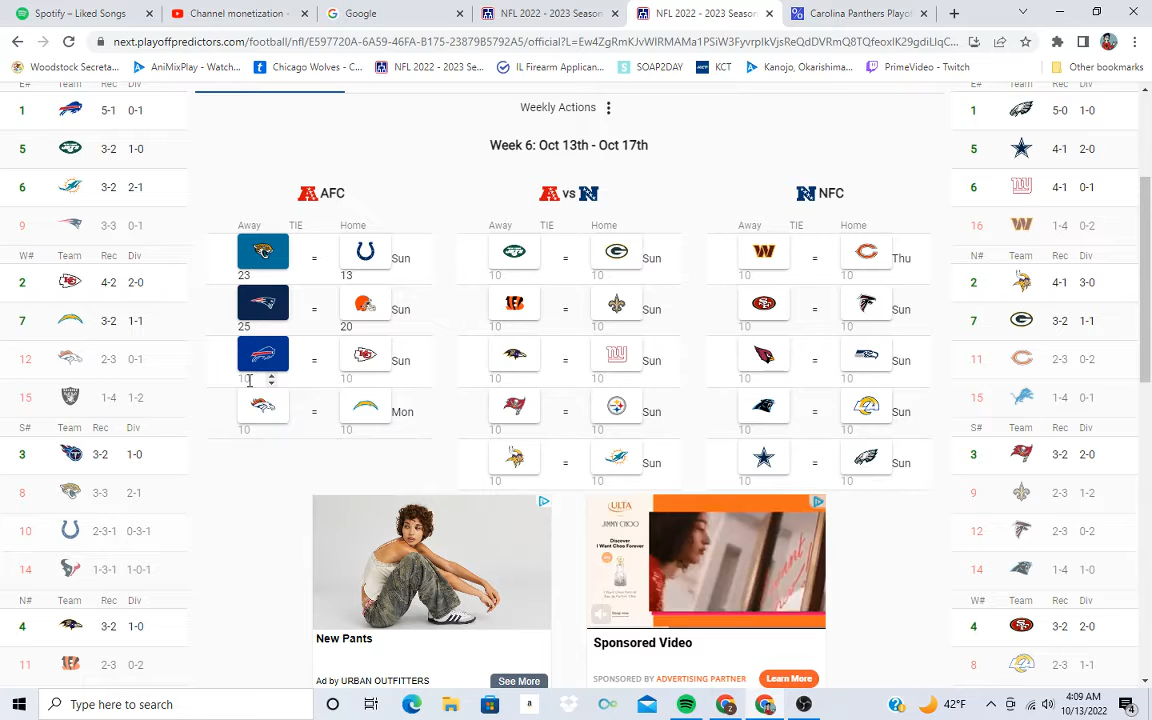 Spotify – Liked Songs
Channel monetization -
Google
NFL 2022 - 2023 Season
NFL 2022 - 2023 Season
Carolina Panthers Playof
next.playoffpredictors.com/football/nfl/E597720A-6A59-46FA-B175-23879B5792A5/official?L=
Woodstock Secreta...
AniMixPlay - Watch...
Chicago Wolves - C...
NFL 2022 - 2023 Se...
IL Firearm Applican...
SOAP2DAY
KCT
Kanojo, Okarishima...
PrimeVideo - Twitch
Other bookmarks
E# Team Rec Div
1 5-1 0-1
5 3-2 1-0
6 3-2 2-1
9 3-3 0-1
W# Team Rec Div
2 4-2 2-0
7 3-2 1-1
12 2-3 0-1
15 1-4 1-2
S# Team Rec Div
3 3-2 1-0
8 3-3 2-1
10 2-3-1 0-3-1
14 1-3-1 1-0-1
N# Team Rec Div
4 3-2 1-0
11 2-3 0-2
Weekly Actions
Week 6: Oct 13th - Oct 17th
AFC
Away TIE Home
= Sun
23 13
= Sun
25 20
= Sun
10 10
= Mon
10 10
vs
Away TIE Home
= Sun
10 10
= Sun
10 10
= Sun
10 10
= Sun
10 10
= Sun
10 10
NFC
Away TIE Home
= Thu
10 10
= Sun
10 10
= Sun
10 10
= Sun
10 10
= Sun
10 10
E# Team Rec Div
1 5-0 1-0
5 4-1 2-0
6 4-1 0-1
16 1-4 0-2
N# Team Rec Div
2 4-1 3-0
7 3-2 1-1
11 2-3 0-2
15 1-4 0-1
S# Team Rec Div
3 3-2 2-0
9 2-3 1-2
12 2-3 0-2
14 1-4 1-0
W# Team Rec Div
4 3-2 2-0
8 2-3 1-1
New Pants
Ad by URBAN OUTFITTERS
See More
ULTA
JIMMY CHOO
Discover
I Want Choo Forever
Sponsored Video
SPONSORED BY ADVERTISING PARTNER
Learn More
Type here to search
42°F
4:09 AM
10/13/2022
4